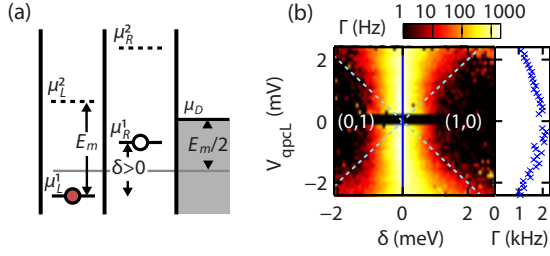 (a)
μ_R^2
μ_L^2
μ_D
μ_R^1
E_m
E_m/2
δ>0
μ_L^1
(b)
Γ (Hz)
1 10 100 1000
V_qpcL (mV)
2
0
−2
(0,1)
(1,0)
−2 0 2
δ (meV)
0 1 2
Γ (kHz)